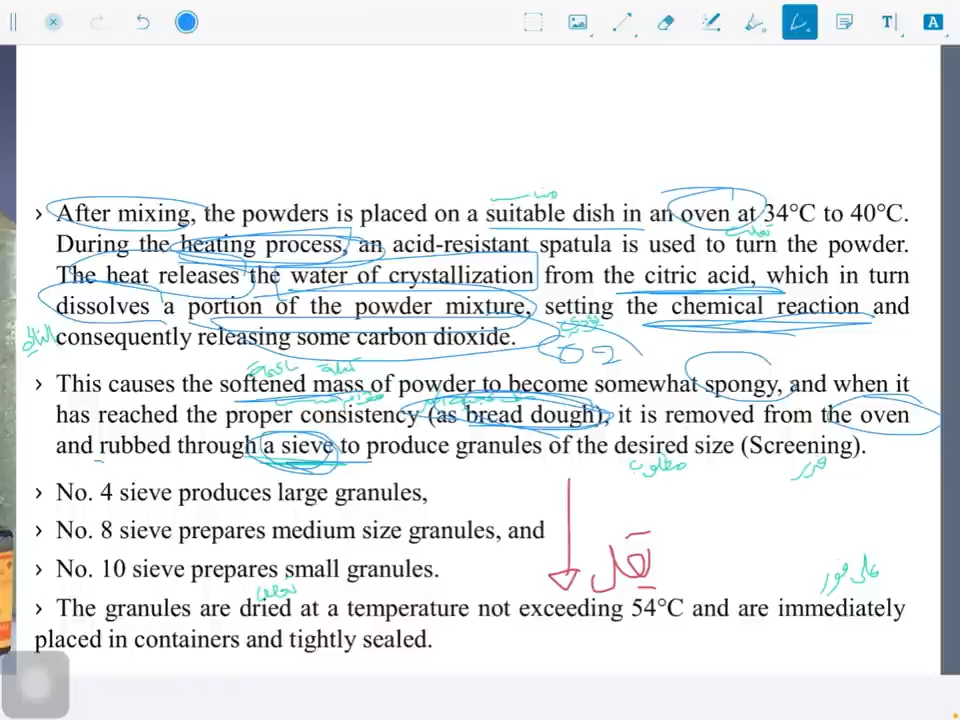 مناسب
› After mixing, the powders is placed on a suitable dish in an oven at 34°C to 40°C.
During the heating process, an acid-resistant spatula is used to turn the powder.
The heat releases the water of crystallization from the citric acid, which in turn
dissolves a portion of the powder mixture, setting the chemical reaction and
consequently releasing some carbon dioxide.
› This causes the softened mass of powder to become somewhat spongy, and when it
has reached the proper consistency (as bread dough), it is removed from the oven
and rubbed through a sieve to produce granules of the desired size (Screening).
مطلوب
› No. 4 sieve produces large granules,
› No. 8 sieve prepares medium size granules, and
يقل
› No. 10 sieve prepares small granules.
على فور
› The granules are dried at a temperature not exceeding 54°C and are immediately
placed in containers and tightly sealed.